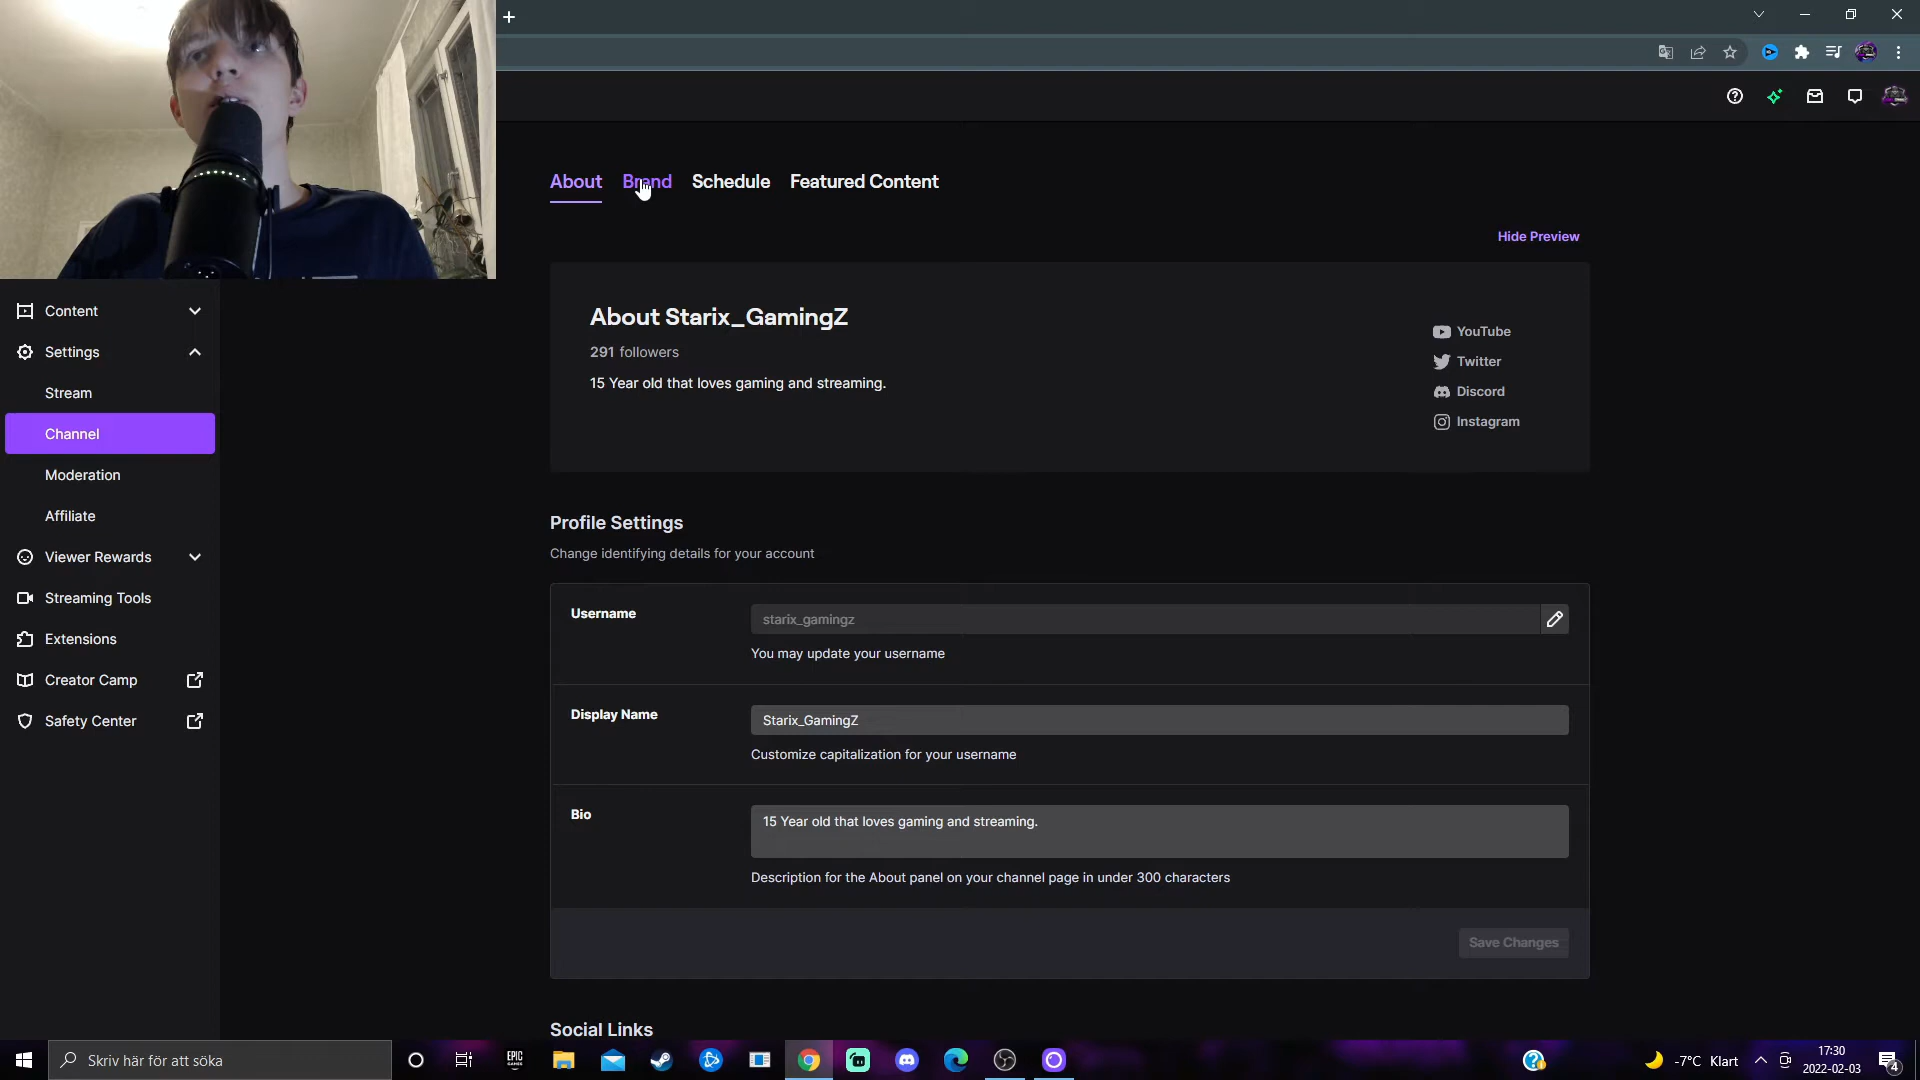 About
Brand
Schedule
Featured Content
Hide Preview
About Starix_GamingZ
291 followers
15 Year old that loves gaming and streaming.
YouTube
Twitter
Discord
Instagram
Content
Settings
Stream
Channel
Moderation
Affiliate
Viewer Rewards
Streaming Tools
Extensions
Creator Camp
Safety Center
Profile Settings
Change identifying details for your account
Username
starix_gamingz
You may update your username
Display Name
Starix_GamingZ
Customize capitalization for your username
Bio
15 Year old that loves gaming and streaming.
Description for the About panel on your channel page in under 300 characters
Save Changes
Social Links
Skriv här för att söka
EPIC
GAMES
-7°C Klart
17:30
2022-02-03
4